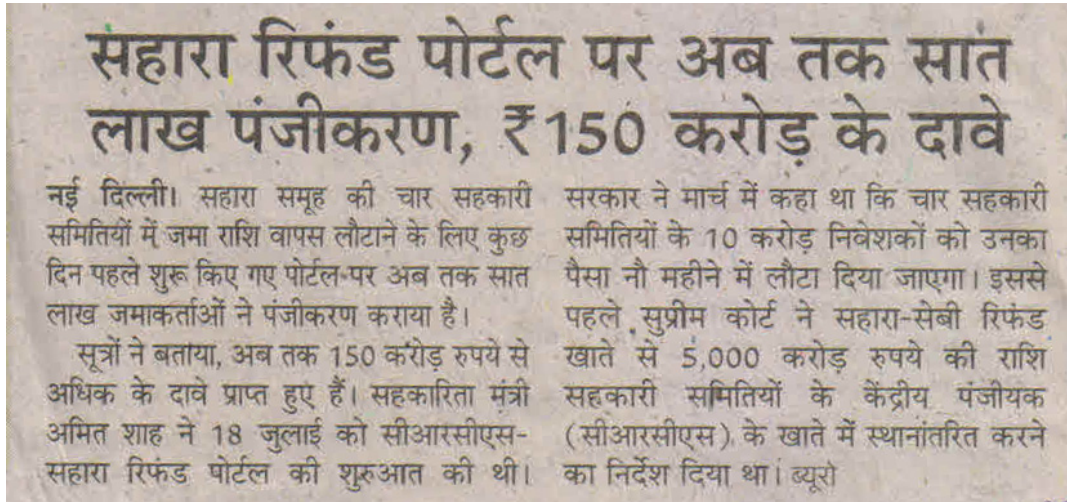 सहारा रिफंड पोर्टल पर अब तक सात
लाख पंजीकरण, ₹150 करोड़ के दावे
नई दिल्ली। सहारा समूह की चार सहकारी
समितियों में जमा राशि वापस लौटाने के लिए कुछ
दिन पहले शुरू किए गए पोर्टल-पर अब तक सात
लाख जमाकर्ताओं ने पंजीकरण कराया है।
सूत्रों ने बताया, अब तक 150 करोड़ रुपये से
अधिक के दावे प्राप्त हुए हैं। सहकारिता मंत्री
अमित शाह ने 18 जुलाई को सीआरसीएस-
सहारा रिफंड पोर्टल की शुरुआत की थी।
सरकार ने मार्च में कहा था कि चार सहकारी
समितियों के 10 करोड़ निवेशकों को उनका
पैसा नौ महीने में लौटा दिया जाएगा। इससे
पहले सुप्रीम कोर्ट ने सहारा-सेबी रिफंड
खाते से 5,000 करोड़ रुपये की राशि
सहकारी समितियों के केंद्रीय पंजीयक
(सीआरसीएस) के खाते में स्थानांतरित करने
का निर्देश दिया था। ब्यूरो